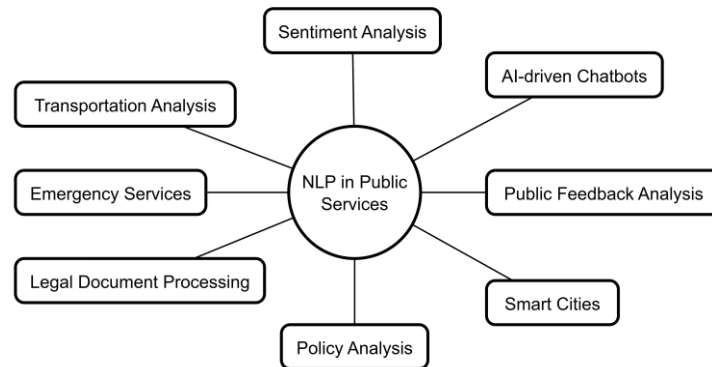 Sentiment Analysis
AI-driven Chatbots
Transportation Analysis
NLP in Public
Services
Emergency Services
Public Feedback Analysis
Legal Document Processing
Smart Cities
Policy Analysis